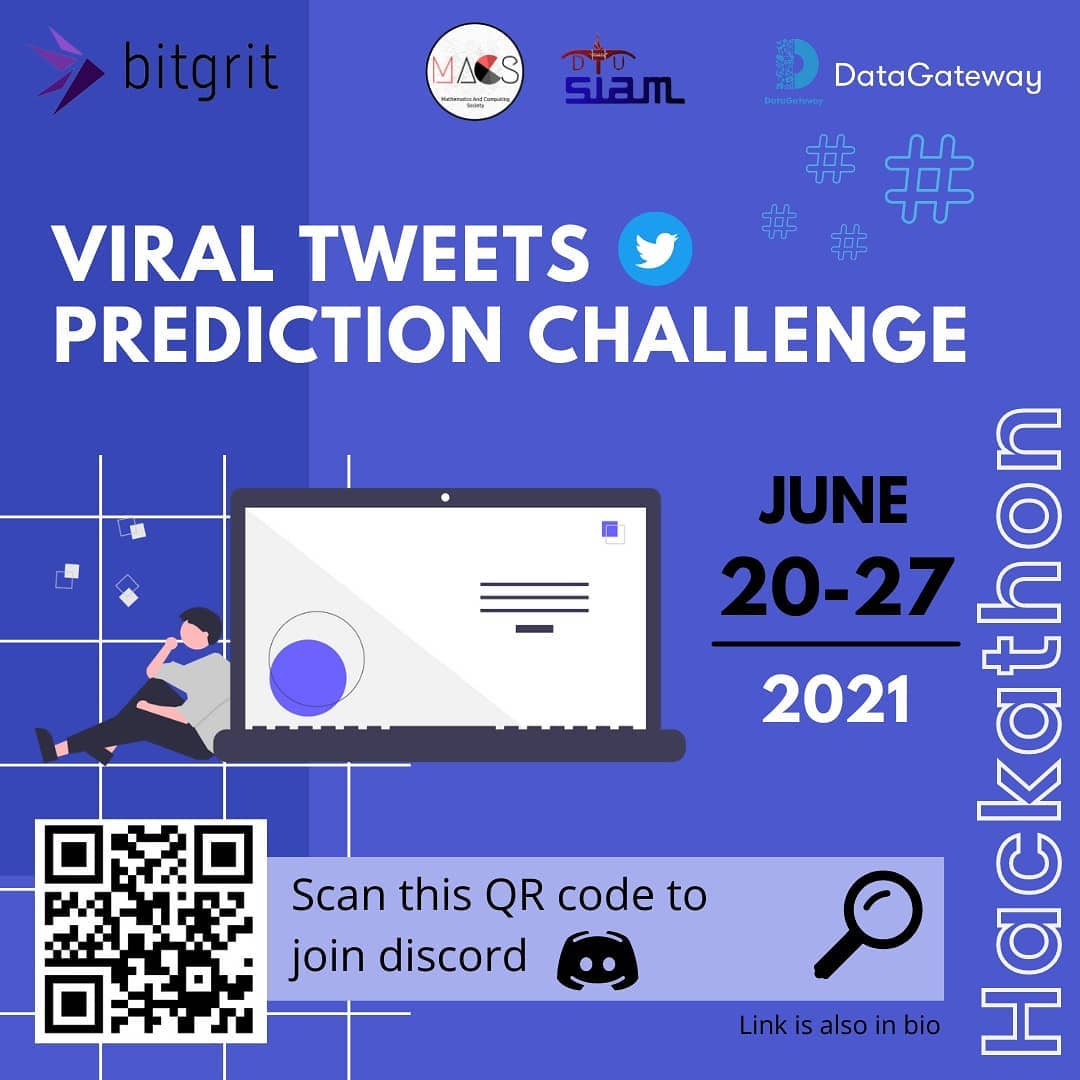 bitgrit
MACS
Mathematics And Computing
Society
DTU
SIAM
DataGateway
DataGateway
VIRAL TWEETS
PREDICTION CHALLENGE
JUNE
20-27
2021
Hackathon
Scan this QR code to
join discord
Link is also in bio